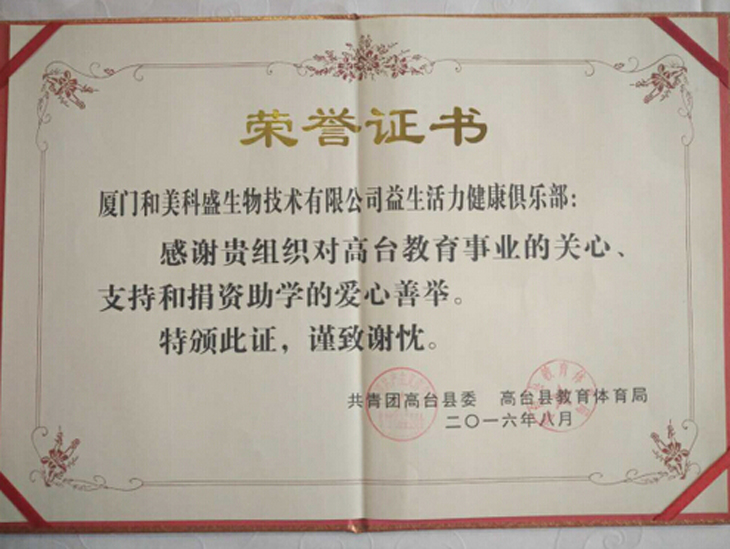 荣誉证书
厦门和美科盛生物技术有限公司益生活力健康俱乐部：
感谢贵组织对高台教育事业的关心、
支持和捐资助学的爱心善举。
特颁此证，谨致谢忱。
共青团高台县委 高台县教育体育局
二〇一六年八月